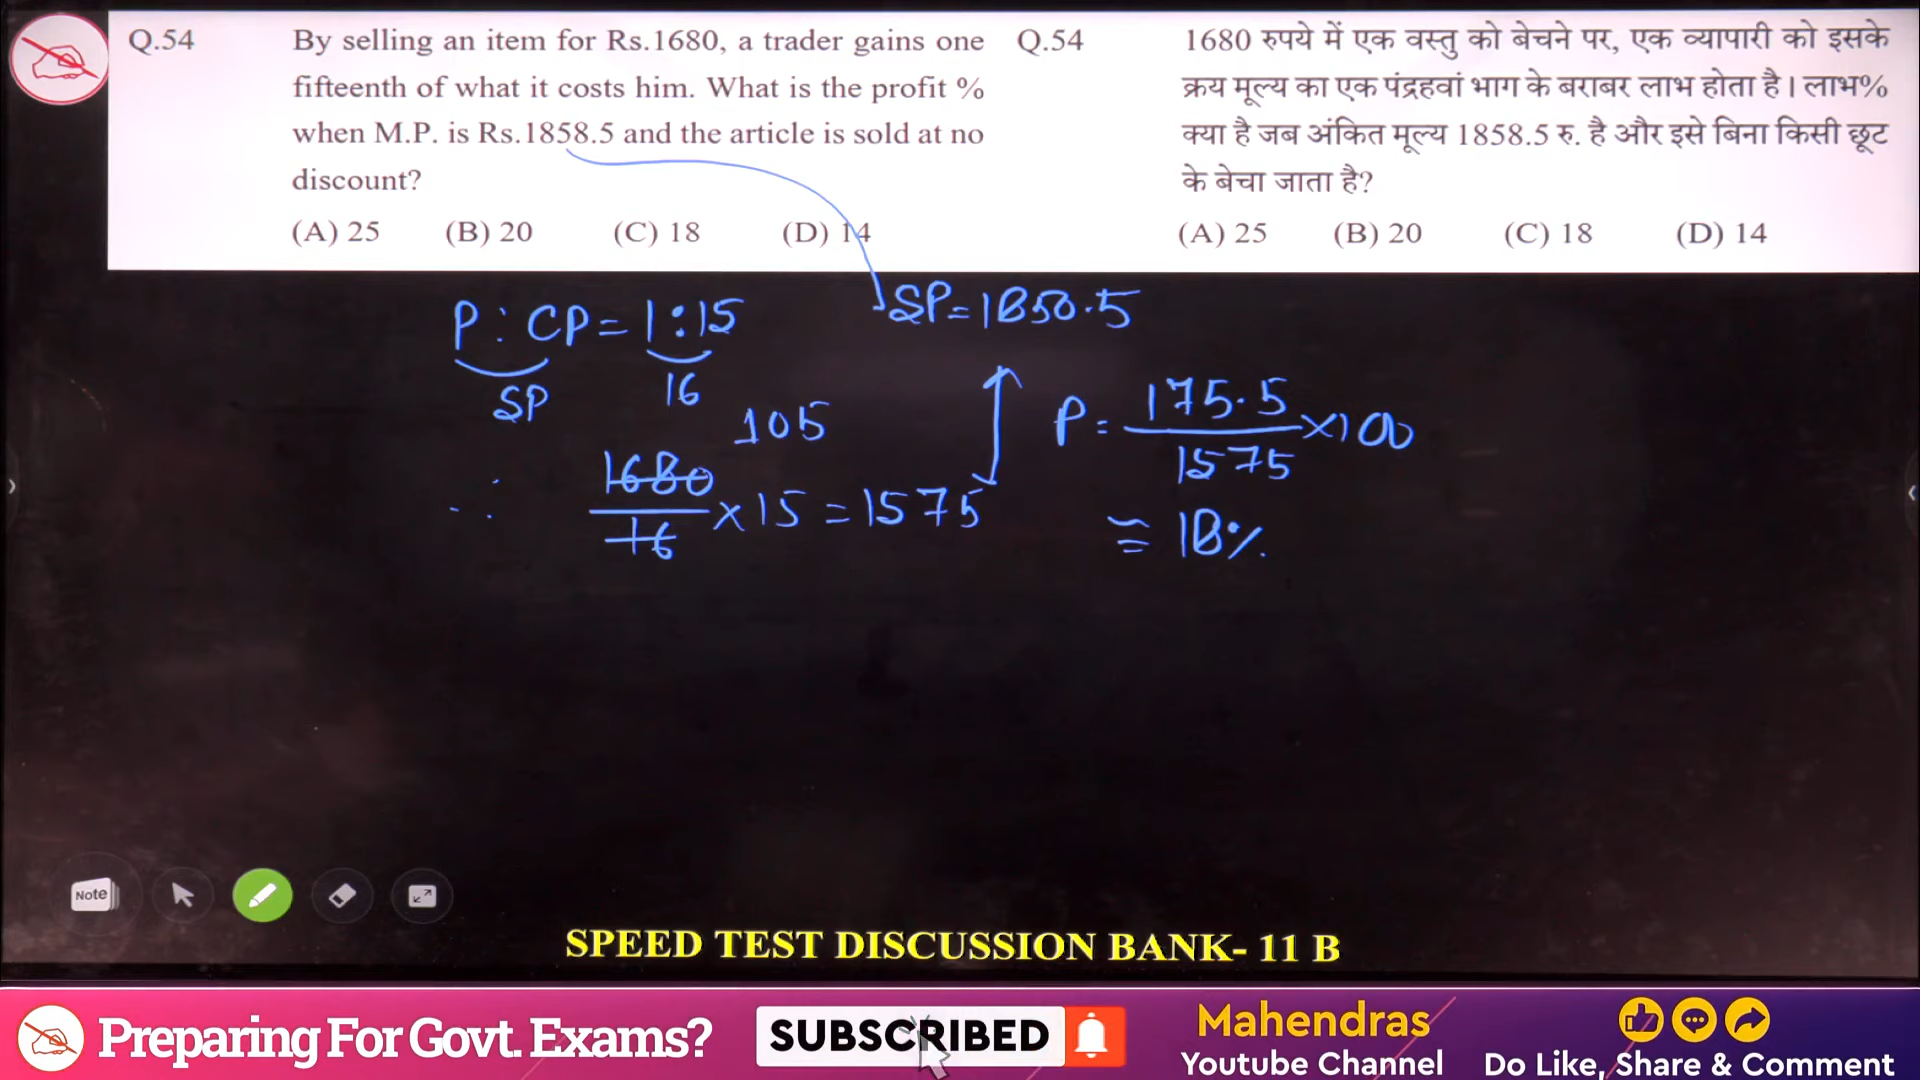 Q.54
By selling an item for Rs.1680, a trader gains one
fifteenth of what it costs him. What is the profit %
when M.P. is Rs.1858.5 and the article is sold at no
discount?
(A) 25 (B) 20 (C) 18 (D) 14
Q.54
1680 रुपये में एक वस्तु को बेचने पर, एक व्यापारी को इसके
क्रय मूल्य का एक पंद्रहवां भाग के बराबर लाभ होता है। लाभ%
क्या है जब अंकित मूल्य 1858.5 रु. है और इसे बिना किसी छूट
के बेचा जाता है?
(A) 25 (B) 20 (C) 18 (D) 14
P : CP = 1 : 15
SP 16
SP = 1850.5
105
∴ 1680/16 × 15 = 1575
P = 175.5/1575 × 100
≈ 18%
Note
SPEED TEST DISCUSSION BANK- 11 B
Preparing For Govt. Exams?
SUBSCRIBED
Mahendras
Youtube Channel
Do Like, Share & Comment